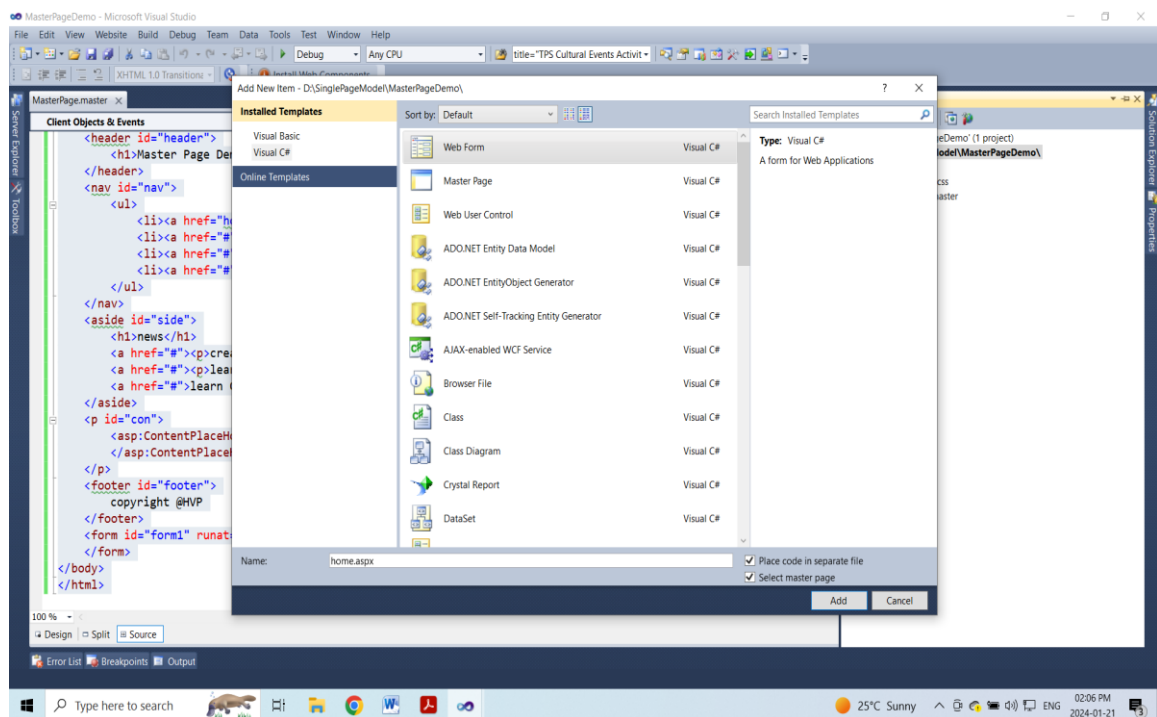 MasterPageDemo - Microsoft Visual Studio
File Edit View Website Build Debug Team Data Tools Test Window Help
Debug Any CPU title="TPS Cultural Events Activit
XHTML 1.0 Transition: Install Web Components
MasterPage.master ×
Client Objects & Events
<header id="header">
<h1>Master Page De
</header>
<nav id="nav">
<ul>
<li><a href="h
<li><a href="#
<li><a href="#
<li><a href="#
</ul>
</nav>
<aside id="side">
<h1>news</h1>
<a href="#"><p>cre
<a href="#"><p>lea
<a href="#">learn
</aside>
<p id="con">
<asp:ContentPlaceH
</asp:ContentPlace
</p>
<footer id="footer">
copyright @HVP
</footer>
<form id="form1" runat
</form>
</body>
</html>
100 %
Design Split Source
Error List Breakpoints Output
Server Explorer
Toolbox
Add New Item - D:\SinglePageModel\MasterPageDemo\
? ×
Installed Templates
Visual Basic
Visual C#
Online Templates
Sort by: Default
Search Installed Templates
Web Form Visual C#
Master Page Visual C#
Web User Control Visual C#
ADO.NET Entity Data Model Visual C#
ADO.NET EntityObject Generator Visual C#
ADO.NET Self-Tracking Entity Generator Visual C#
AJAX-enabled WCF Service Visual C#
Browser File Visual C#
Class Visual C#
Class Diagram Visual C#
Crystal Report Visual C#
DataSet Visual C#
Type: Visual C#
A form for Web Applications
Name: home.aspx
Place code in separate file
Select master page
Add Cancel
eDemo' (1 project)
odel\MasterPageDemo\
css
aster
Solution Explorer
Properties
Type here to search
25°C Sunny ENG
02:06 PM
2024-01-21
3